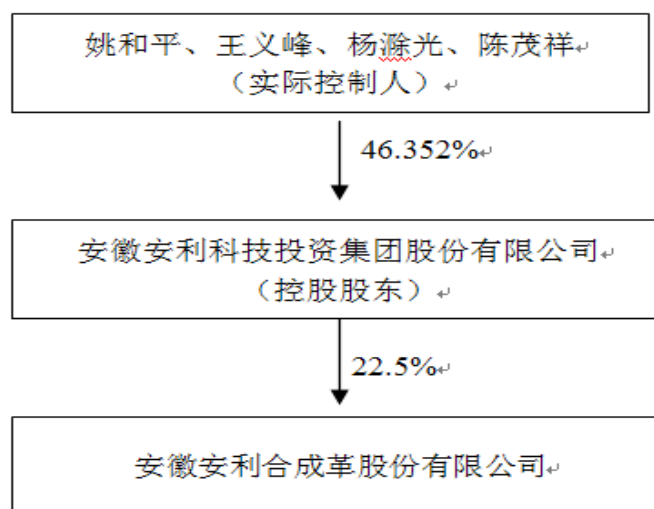 姚和平、王义峰、杨滁光、陈茂祥
（实际控制人）
46.352%
安徽安利科技投资集团股份有限公司
（控股股东）
22.5%
安徽安利合成革股份有限公司